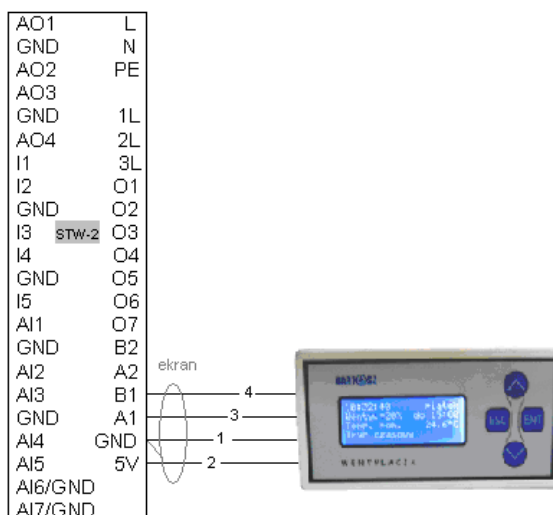 AO1 L
GND N
AO2 PE
AO3
GND 1L
AO4 2L
I1 3L
I2 O1
GND O2
I3 STW-2 O3
I4 O4
GND O5
I5 O6
AI1 O7
GND B2
AI2 A2
AI3 B1
GND A1
AI4 GND
AI5 5V
AI6/GND
AI7/GND
ekran
4
3
1
2
ESC ENT
WENTYLACJA